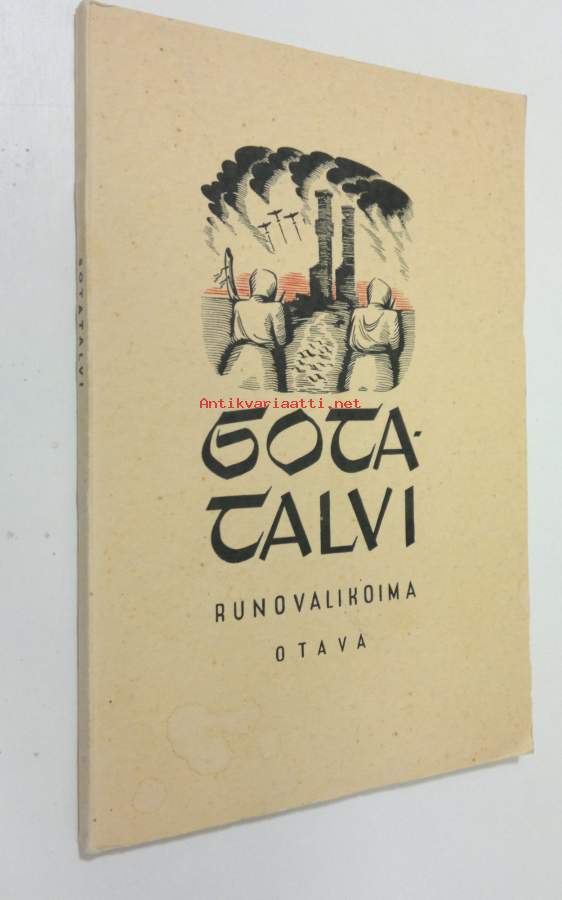 SOTATALVI
Antikvariaatti.net
SOTA-
TALVI
RUNOVALIKOIMA
OTAVA